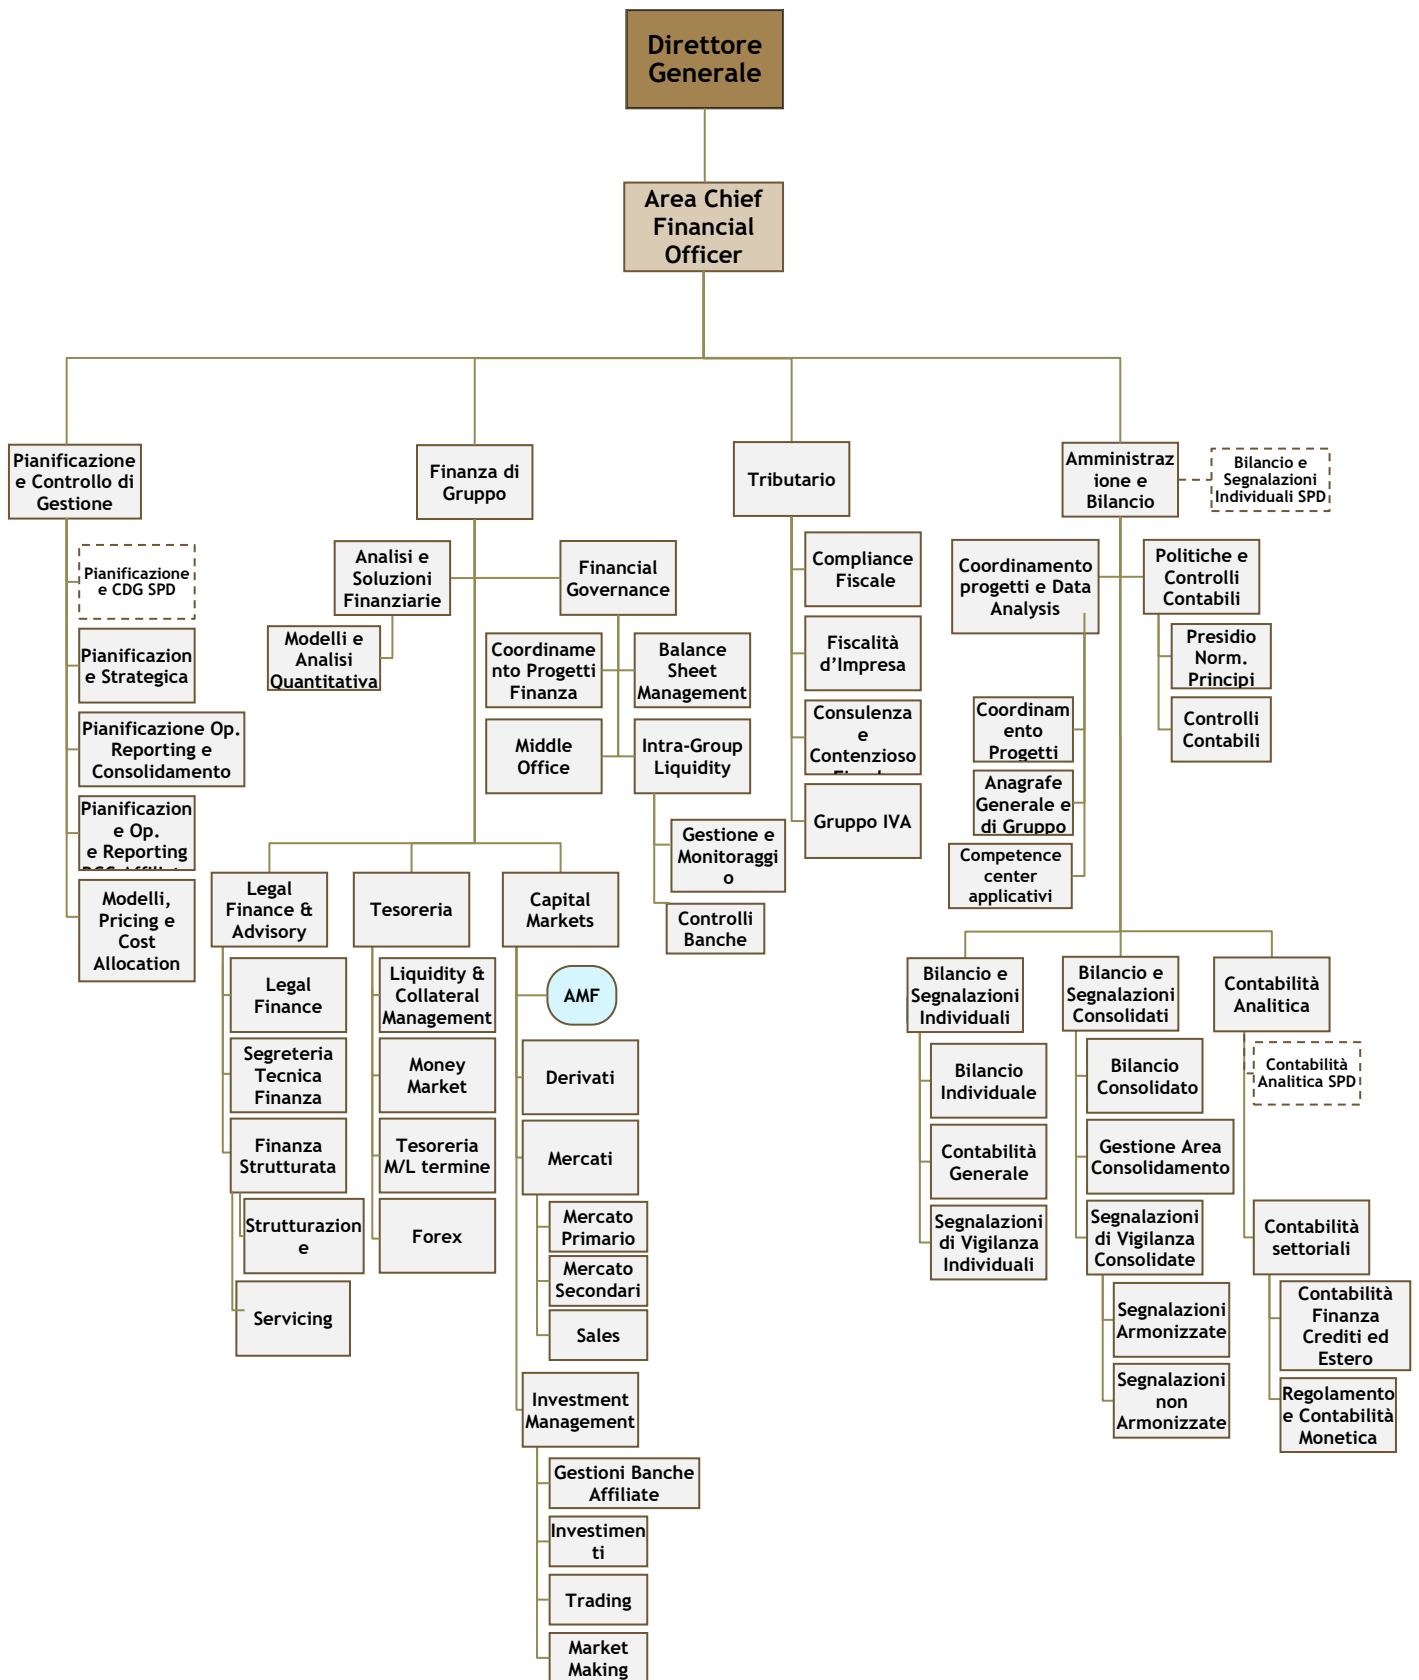 Direttore
Generale
Area Chief
Financial
Officer
Pianificazione
e Controllo di
Gestione
Pianificazione
e CDG SPD
Pianificazion
e Strategica
Pianificazione Op.
Reporting e
Consolidamento
Pianificazion
e Op.
e Reporting
Modelli,
Pricing e
Cost
Allocation
Finanza di
Gruppo
Analisi e
Soluzioni
Finanziarie
Modelli e
Analisi
Quantitativa
Financial
Governance
Coordiname
nto Progetti
Finanza
Balance
Sheet
Management
Middle
Office
Intra-Group
Liquidity
Gestione e
Monitoraggi
o
Controlli
Banche
Legal
Finance &
Advisory
Legal
Finance
Segreteria
Tecnica
Finanza
Finanza
Strutturata
Strutturazion
e
Servicing
Tesoreria
Liquidity &
Collateral
Management
Money
Market
Tesoreria
M/L termine
Forex
Capital
Markets
AMF
Derivati
Mercati
Mercato
Primario
Mercato
Secondari
Sales
Investment
Management
Gestioni Banche
Affiliate
Investimen
ti
Trading
Market
Making
Tributario
Compliance
Fiscale
Fiscalità
d’Impresa
Consulenza
e
Contenzioso
Gruppo IVA
Amministraz
ione e
Bilancio
Bilancio e
Segnalazioni
Individuali SPD
Coordinamento
progetti e Data
Analysis
Coordinam
ento
Progetti
Anagrafe
Generale e
di Gruppo
Competence
center
applicativi
Politiche e
Controlli
Contabili
Presidio
Norm.
Principi
Controlli
Contabili
Bilancio e
Segnalazioni
Individuali
Bilancio
Individuale
Contabilità
Generale
Segnalazioni
di Vigilanza
Individuali
Bilancio e
Segnalazioni
Consolidati
Bilancio
Consolidato
Gestione Area
Consolidamento
Segnalazioni
di Vigilanza
Consolidate
Segnalazioni
Armonizzate
Segnalazioni
non
Armonizzate
Contabilità
Analitica
Contabilità
Analitica SPD
Contabilità
settoriali
Contabilità
Finanza
Crediti ed
Estero
Regolamento
e Contabilità
Monetica